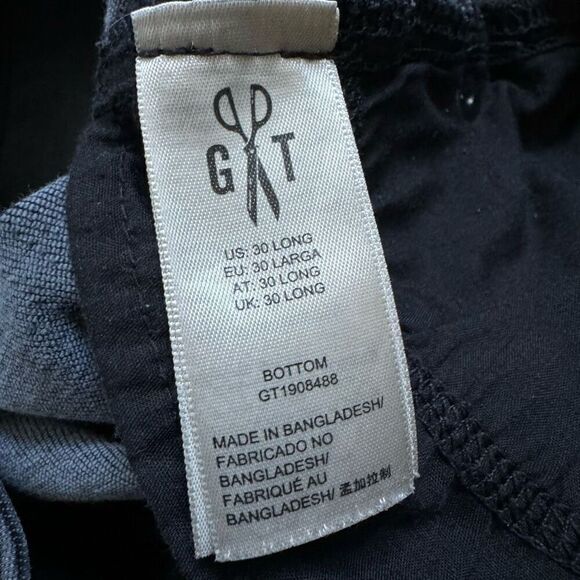 G T
US: 30 LONG
EU: 30 LARGA
AT: 30 LONG
UK: 30 LONG
BOTTOM
GT1908488
MADE IN BANGLADESH/
FABRICADO NO
BANGLADESH/
FABRIQUÉ AU
BANGLADESH/ 孟加拉制